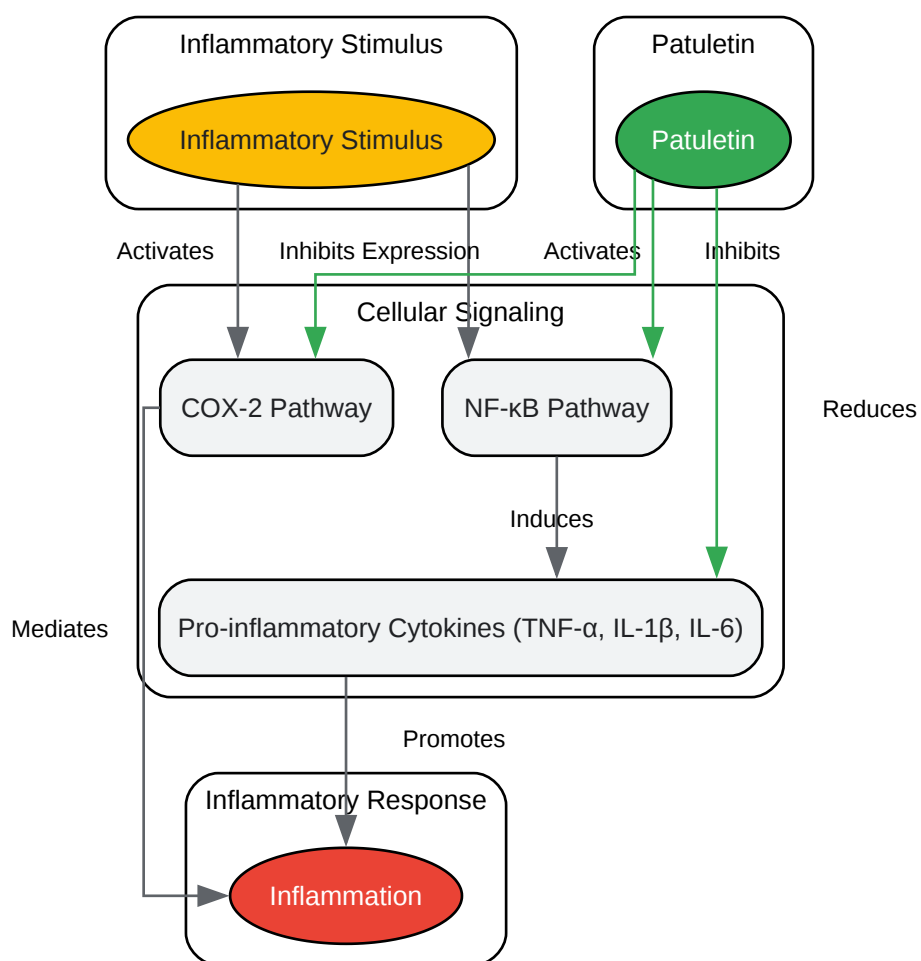 Inflammatory Stimulus
Patuletin
Inflammatory Stimulus
Patuletin
Activates
Inhibits Expression
Activates
Inhibits
Cellular Signaling
COX-2 Pathway
NF-κB Pathway
Reduces
Induces
Mediates
Pro-inflammatory Cytokines (TNF-α, IL-1β, IL-6)
Promotes
Inflammatory Response
Inflammation